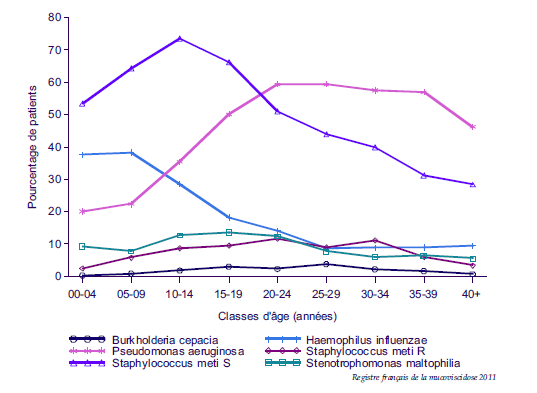 80
70
60
50
40
30
20
10
0
Pourcentage de patients
00-04 05-09 10-14 15-19 20-24 25-29 30-34 35-39 40+
Classes d'âge (années)
Burkholderia cepacia Haemophilus influenzae
Pseudomonas aeruginosa Staphylococcus meti R
Staphylococcus meti S Stenotrophomonas maltophilia
Registre français de la mucoviscidose 2011